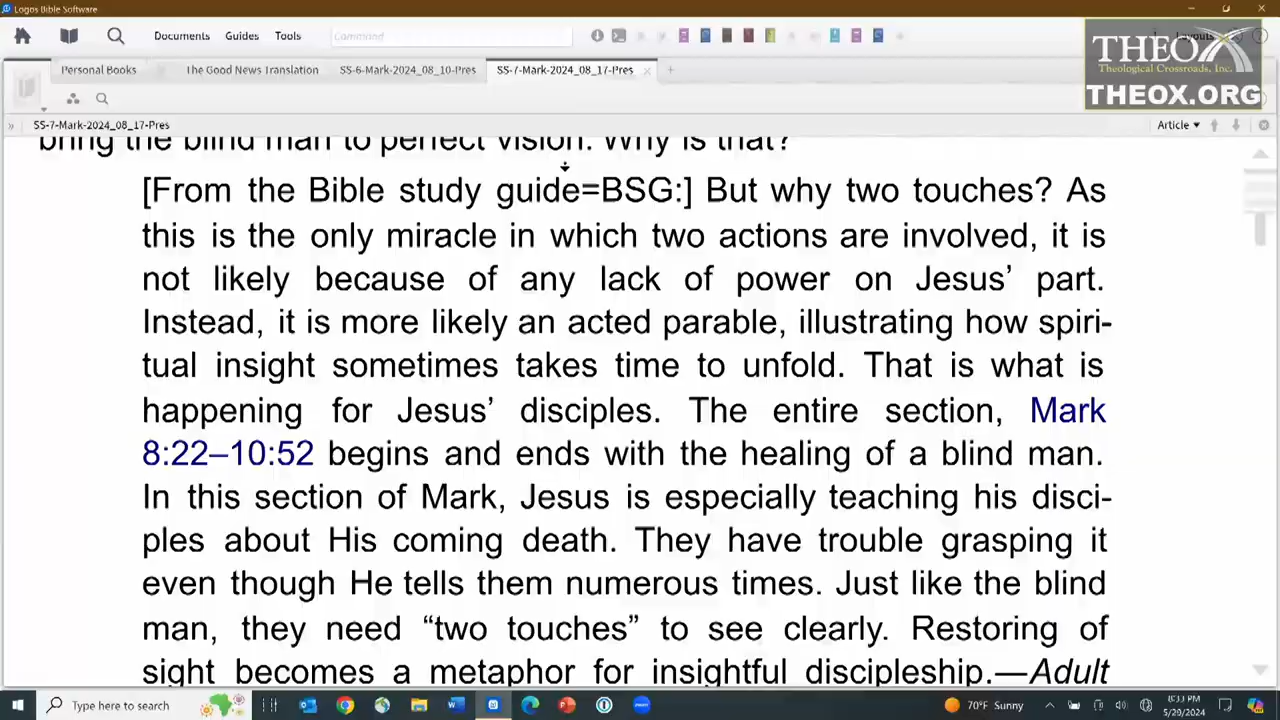 Logos Bible Software
Documents Guides Tools Command
THEOX
Theological Crossroads, Inc.
THEOX.ORG
Personal Books The Good News Translation SS-6-Mark-2024_08_10-Pres SS-7-Mark-2024_08_17-Pres
SS-7-Mark-2024_08_17-Pres Article
bring the blind man to perfect vision. Why is that?
[From the Bible study guide=BSG:] But why two touches? As
this is the only miracle in which two actions are involved, it is
not likely because of any lack of power on Jesus’ part.
Instead, it is more likely an acted parable, illustrating how spiri-
tual insight sometimes takes time to unfold. That is what is
happening for Jesus’ disciples. The entire section, Mark
8:22–10:52 begins and ends with the healing of a blind man.
In this section of Mark, Jesus is especially teaching his disci-
ples about His coming death. They have trouble grasping it
even though He tells them numerous times. Just like the blind
man, they need “two touches” to see clearly. Restoring of
sight becomes a metaphor for insightful discipleship.—Adult
Type here to search 70°F Sunny 8:33 PM
5/29/2024